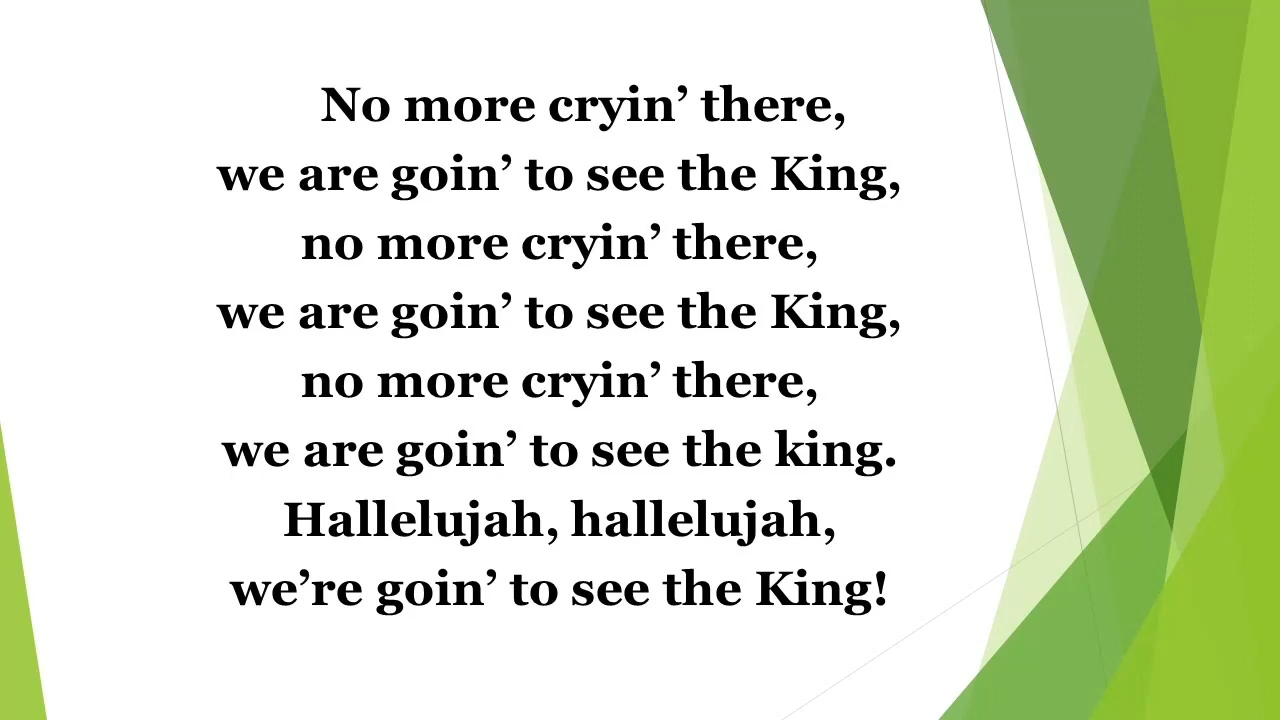 No more cryin’ there,
we are goin’ to see the King,
no more cryin’ there,
we are goin’ to see the King,
no more cryin’ there,
we are goin’ to see the king.
Hallelujah, hallelujah,
we’re goin’ to see the King!